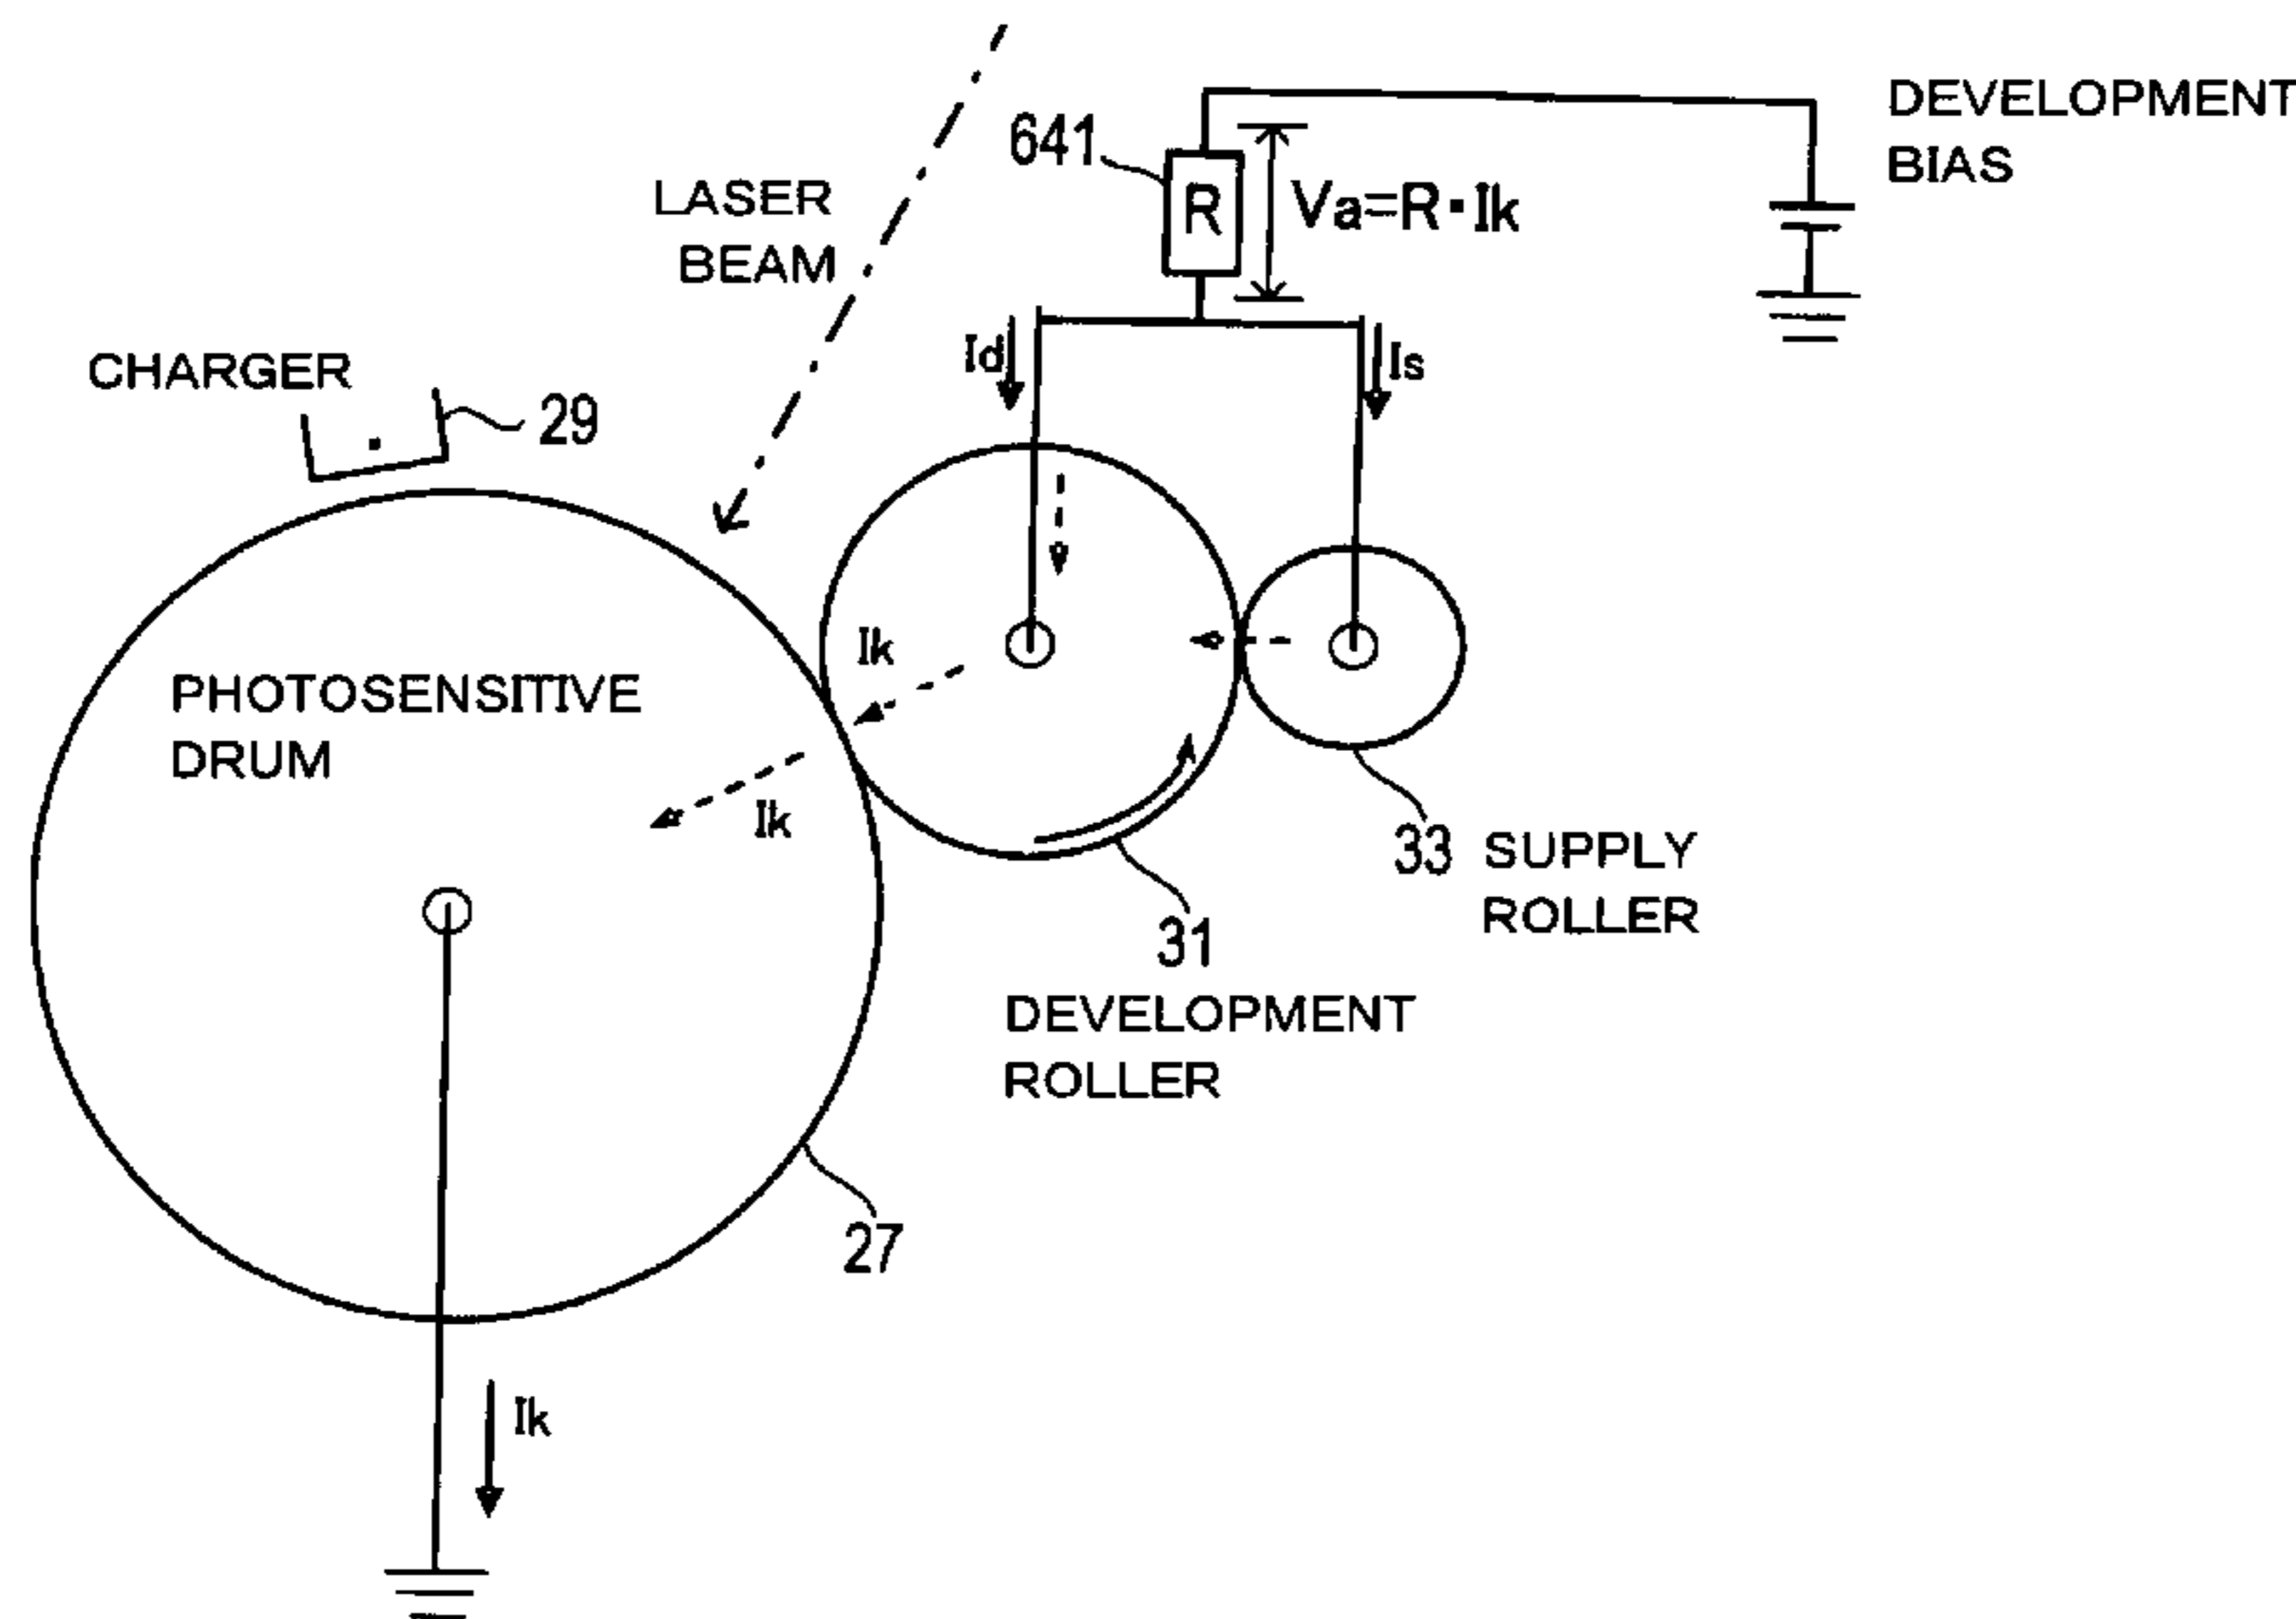 DEVELOPMENT
BIAS
641
R
Va=R·Ik
LASER
BEAM
Id
Is
CHARGER
29
Ik
PHOTOSENSITIVE
DRUM
Ik
33 SUPPLY
ROLLER
31
DEVELOPMENT
ROLLER
27
Ik